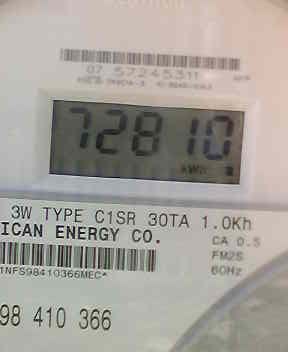 07 57245311
72810
kWh
3W TYPE C1SR 30TA 1.0Kh
ICAN ENERGY CO.
CA 0.5
FM2S
60Hz
1NFS98410366MEC*
98 410 366